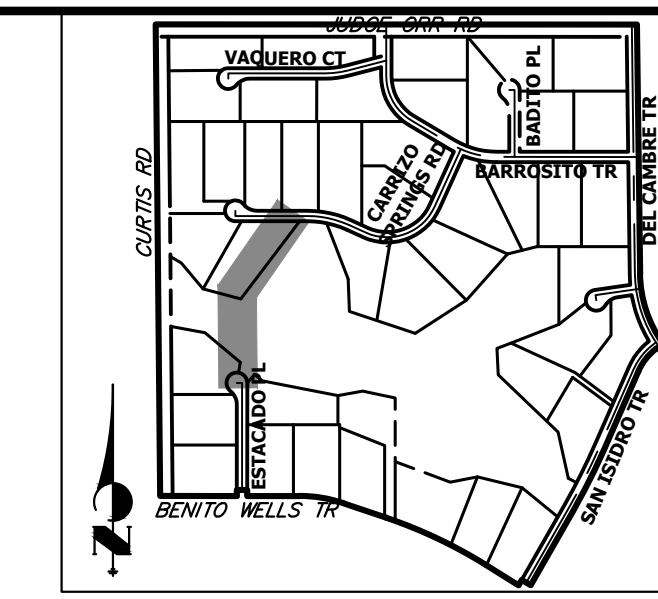 JUDGE ORR RD
VAQUERO CT
BADITO PL
DEL CAMBRE TR
CURTIS RD
CARRIZO
SPRINGS RD
BARROSITO TR
ESTACADO PL
SAN ISIDRO TR
BENITO WELLS TR
N